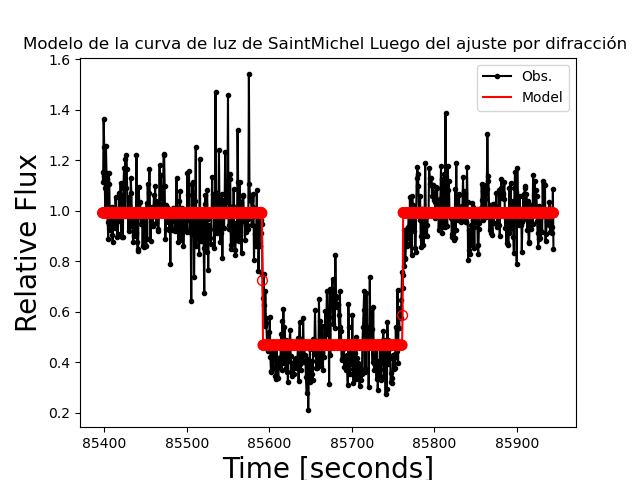 Modelo de la curva de luz de SaintMichel Luego del ajuste por difracción
1.6
1.4
1.2
1.0
0.8
0.6
0.4
0.2
Relative Flux
Obs.
Model
85400 85500 85600 85700 85800 85900
Time [seconds]